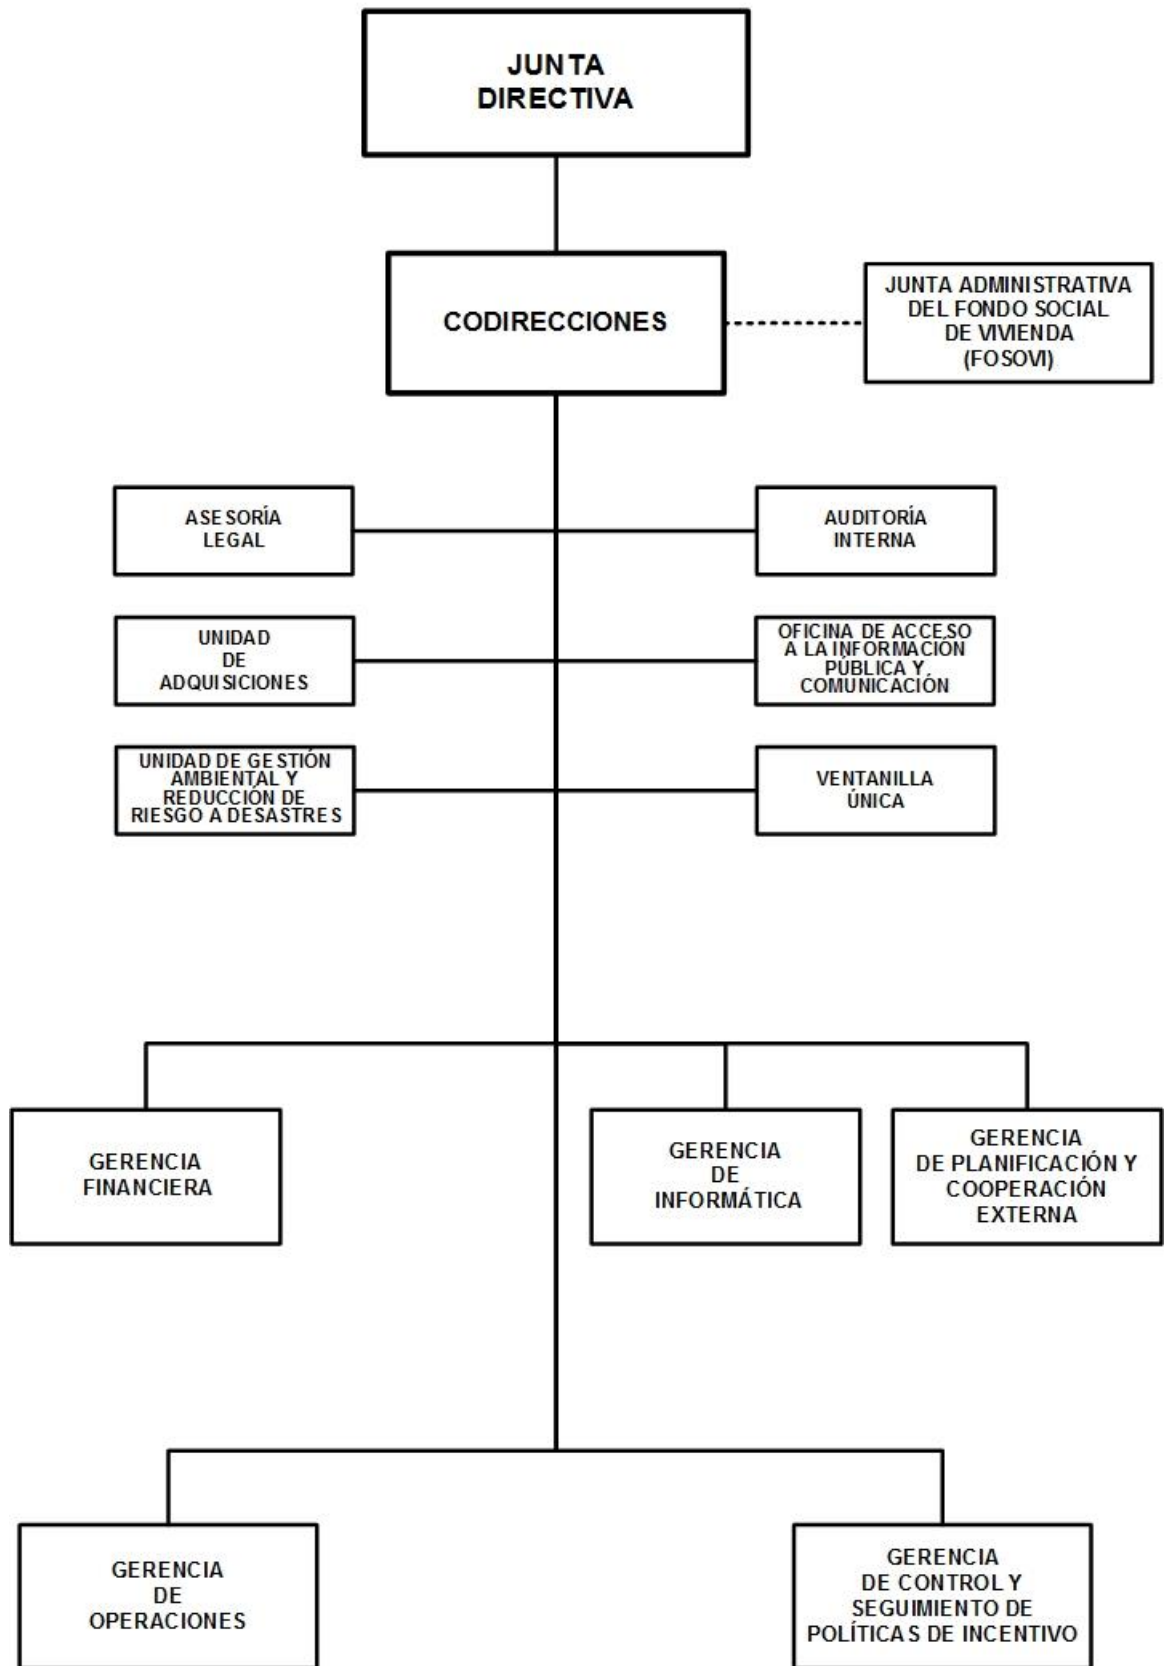 JUNTA
DIRECTIVA
CODIRECCIONES
JUNTA ADMINISTRATIVA
DEL FONDO SOCIAL
DE VIVIENDA
(FOSOVI)
ASESORÍA
LEGAL
AUDITORÍA
INTERNA
UNIDAD
DE
ADQUISICIONES
OFICINA DE ACCESO
A LA INFORMACIÓN
PÚBLICA Y
COMUNICACIÓN
UNIDAD DE GESTIÓN
AMBIENTAL Y
REDUCCIÓN DE
RIESGO A DESASTRES
VENTANILLA
ÚNICA
GERENCIA
FINANCIERA
GERENCIA
DE
INFORMÁTICA
GERENCIA
DE PLANIFICACIÓN Y
COOPERACIÓN
EXTERNA
GERENCIA
DE
OPERACIONES
GERENCIA
DE CONTROL Y
SEGUIMIENTO DE
POLÍTICAS DE INCENTIVO